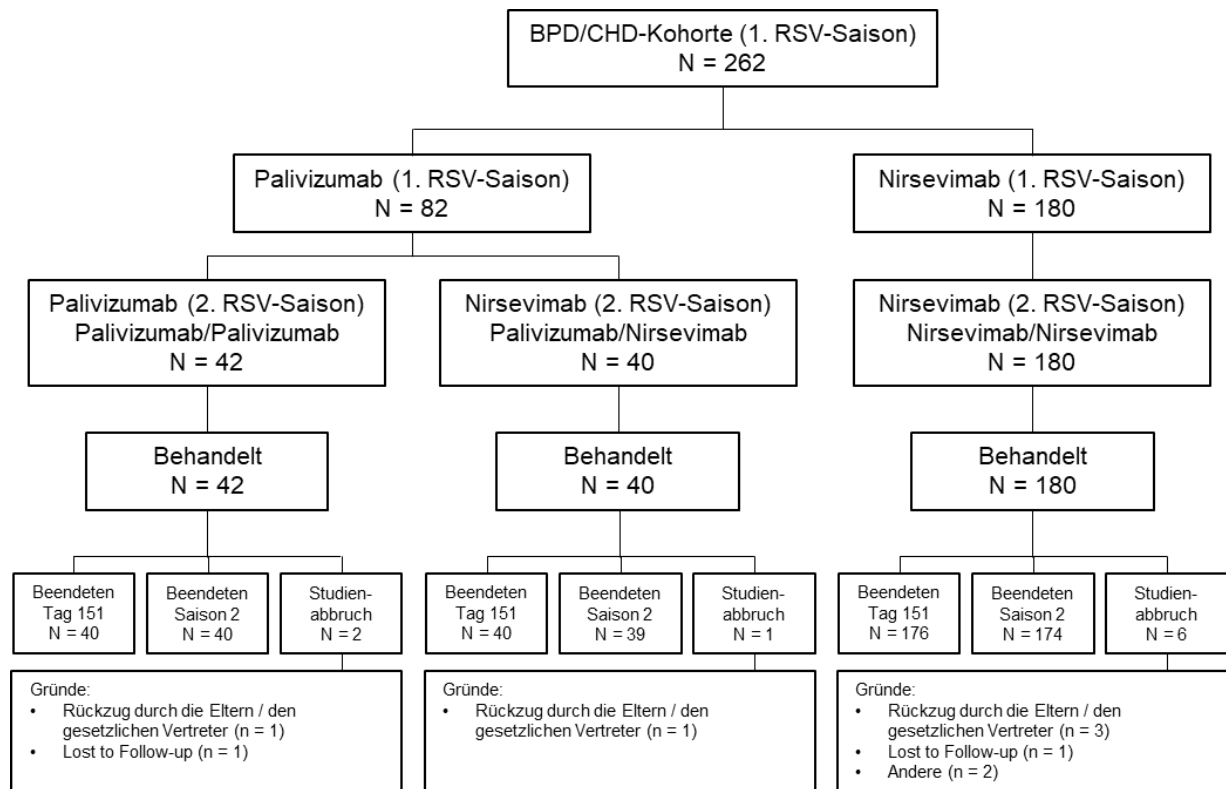 BPD/CHD-Kohorte (1. RSV-Saison)
N = 262
Palivizumab (1. RSV-Saison)
N = 82
Nirsevimab (1. RSV-Saison)
N = 180
Palivizumab (2. RSV-Saison)
Palivizumab/Palivizumab
N = 42
Nirsevimab (2. RSV-Saison)
Palivizumab/Nirsevimab
N = 40
Nirsevimab (2. RSV-Saison)
Nirsevimab/Nirsevimab
N = 180
Behandelt
N = 42
Behandelt
N = 40
Behandelt
N = 180
Beendeten
Tag 151
N = 40
Beendeten
Saison 2
N = 40
Studien-
abbruch
N = 2
Beendeten
Tag 151
N = 40
Beendeten
Saison 2
N = 39
Studien-
abbruch
N = 1
Beendeten
Tag 151
N = 176
Beendeten
Saison 2
N = 174
Studien-
abbruch
N = 6
Gründe:
• Rückzug durch die Eltern / den
gesetzlichen Vertreter (n = 1)
• Lost to Follow-up (n = 1)
Gründe:
• Rückzug durch die Eltern / den
gesetzlichen Vertreter (n = 1)
Gründe:
• Rückzug durch die Eltern / den
gesetzlichen Vertreter (n = 3)
• Lost to Follow-up (n = 1)
• Andere (n = 2)